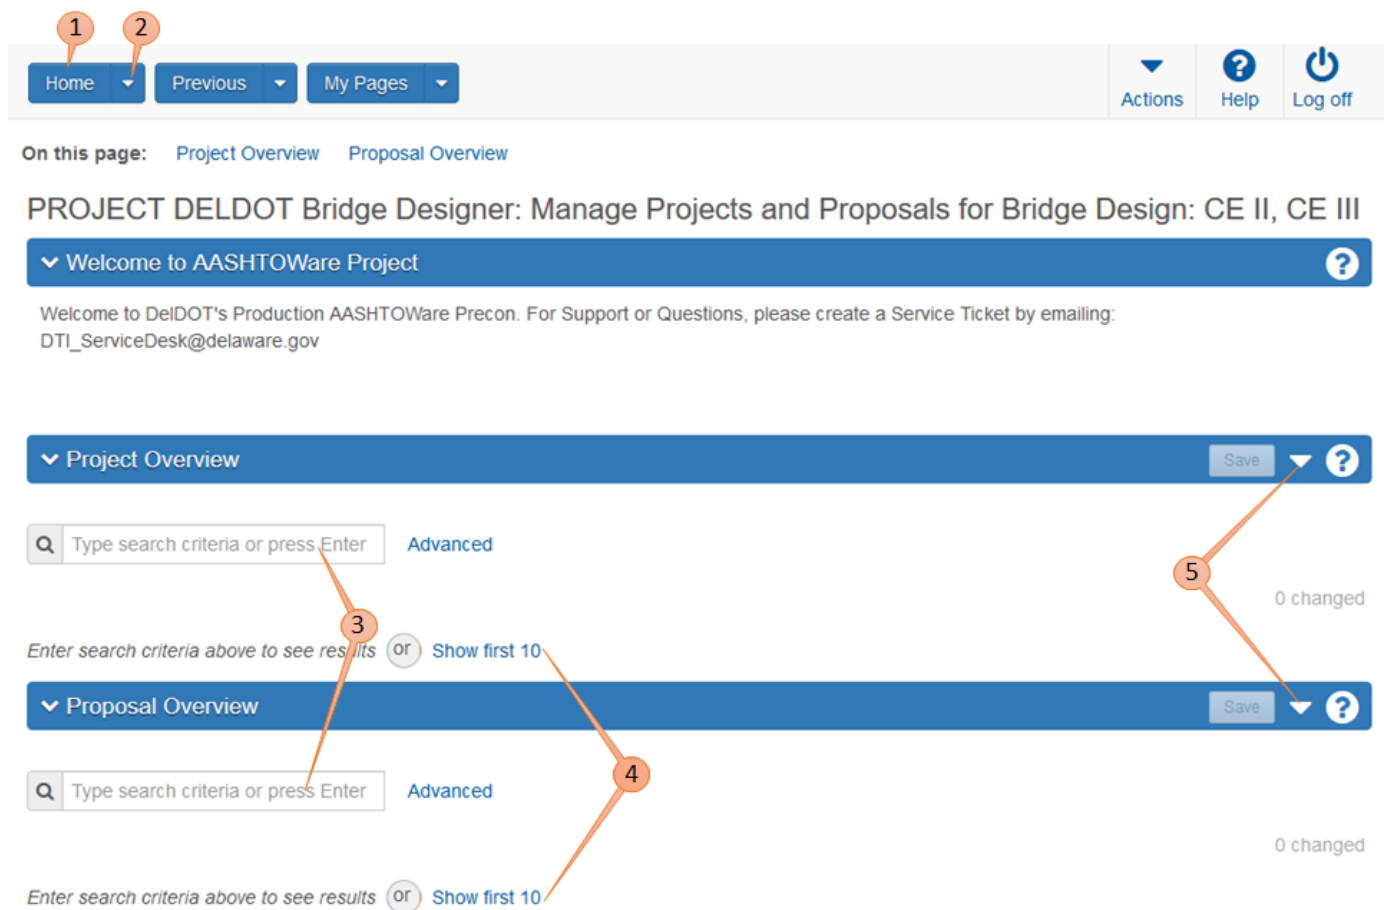 1 2
Home Previous My Pages Actions Help Log off
On this page: Project Overview Proposal Overview
PROJECT DELDOT Bridge Designer: Manage Projects and Proposals for Bridge Design: CE II, CE III
Welcome to AASHTOWare Project ?
Welcome to DelDOT's Production AASHTOWare Precon. For Support or Questions, please create a Service Ticket by emailing:
DTI_ServiceDesk@delaware.gov
Project Overview Save ?
Type search criteria or press Enter Advanced
5
0 changed
3
Enter search criteria above to see results or Show first 10
Proposal Overview Save ?
4
Type search criteria or press Enter Advanced
0 changed
Enter search criteria above to see results or Show first 10